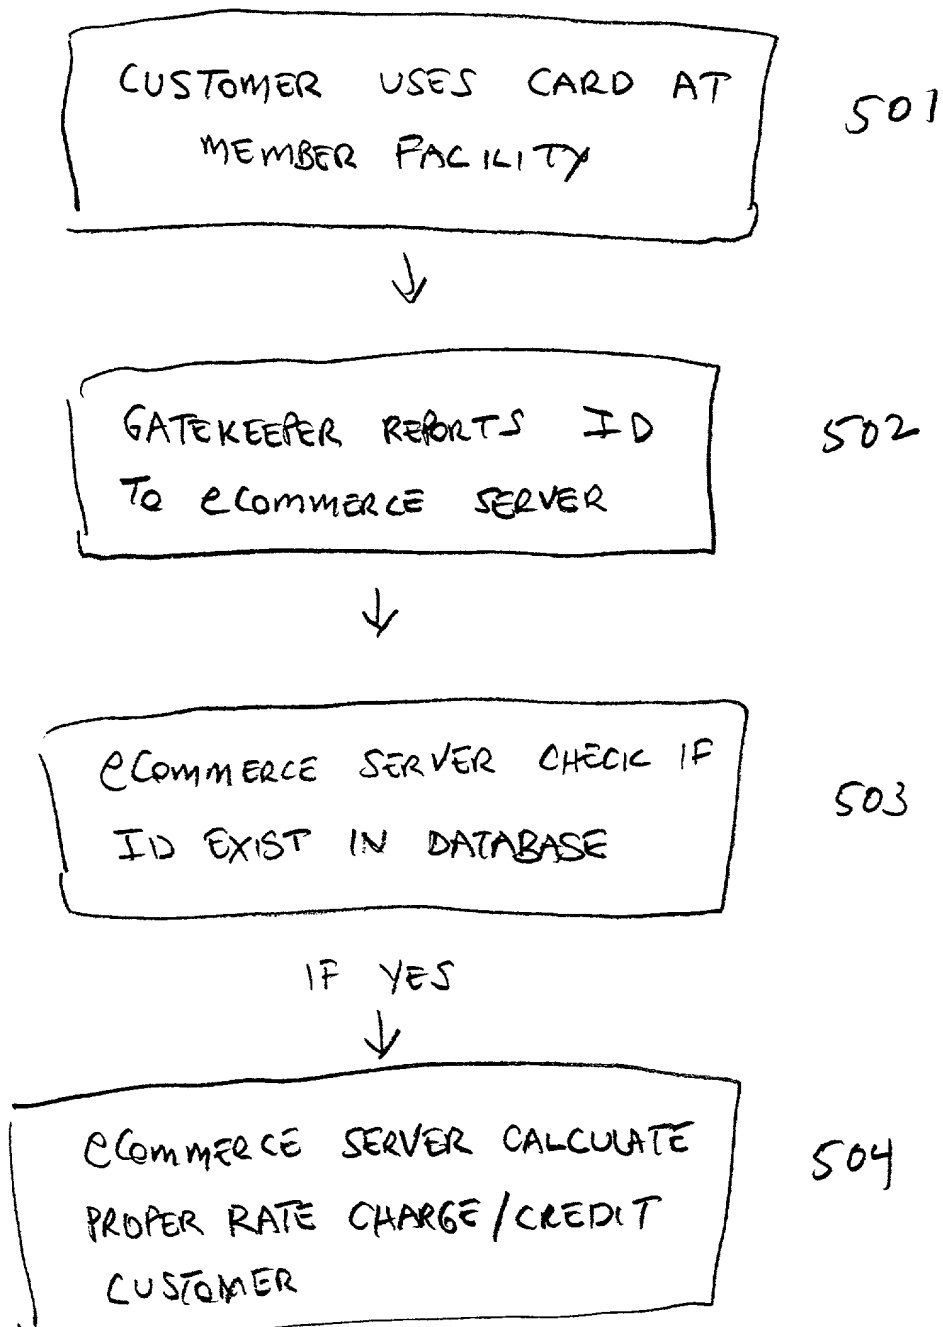 CUSTOMER USES CARD AT
MEMBER FACILITY
501
GATEKEEPER REPORTS ID
TO eCOMMERCE SERVER
502
eCOMMERCE SERVER CHECK IF
ID EXIST IN DATABASE
503
IF YES
eCOMMERCE SERVER CALCULATE
PROPER RATE CHARGE/CREDIT
CUSTOMER
504